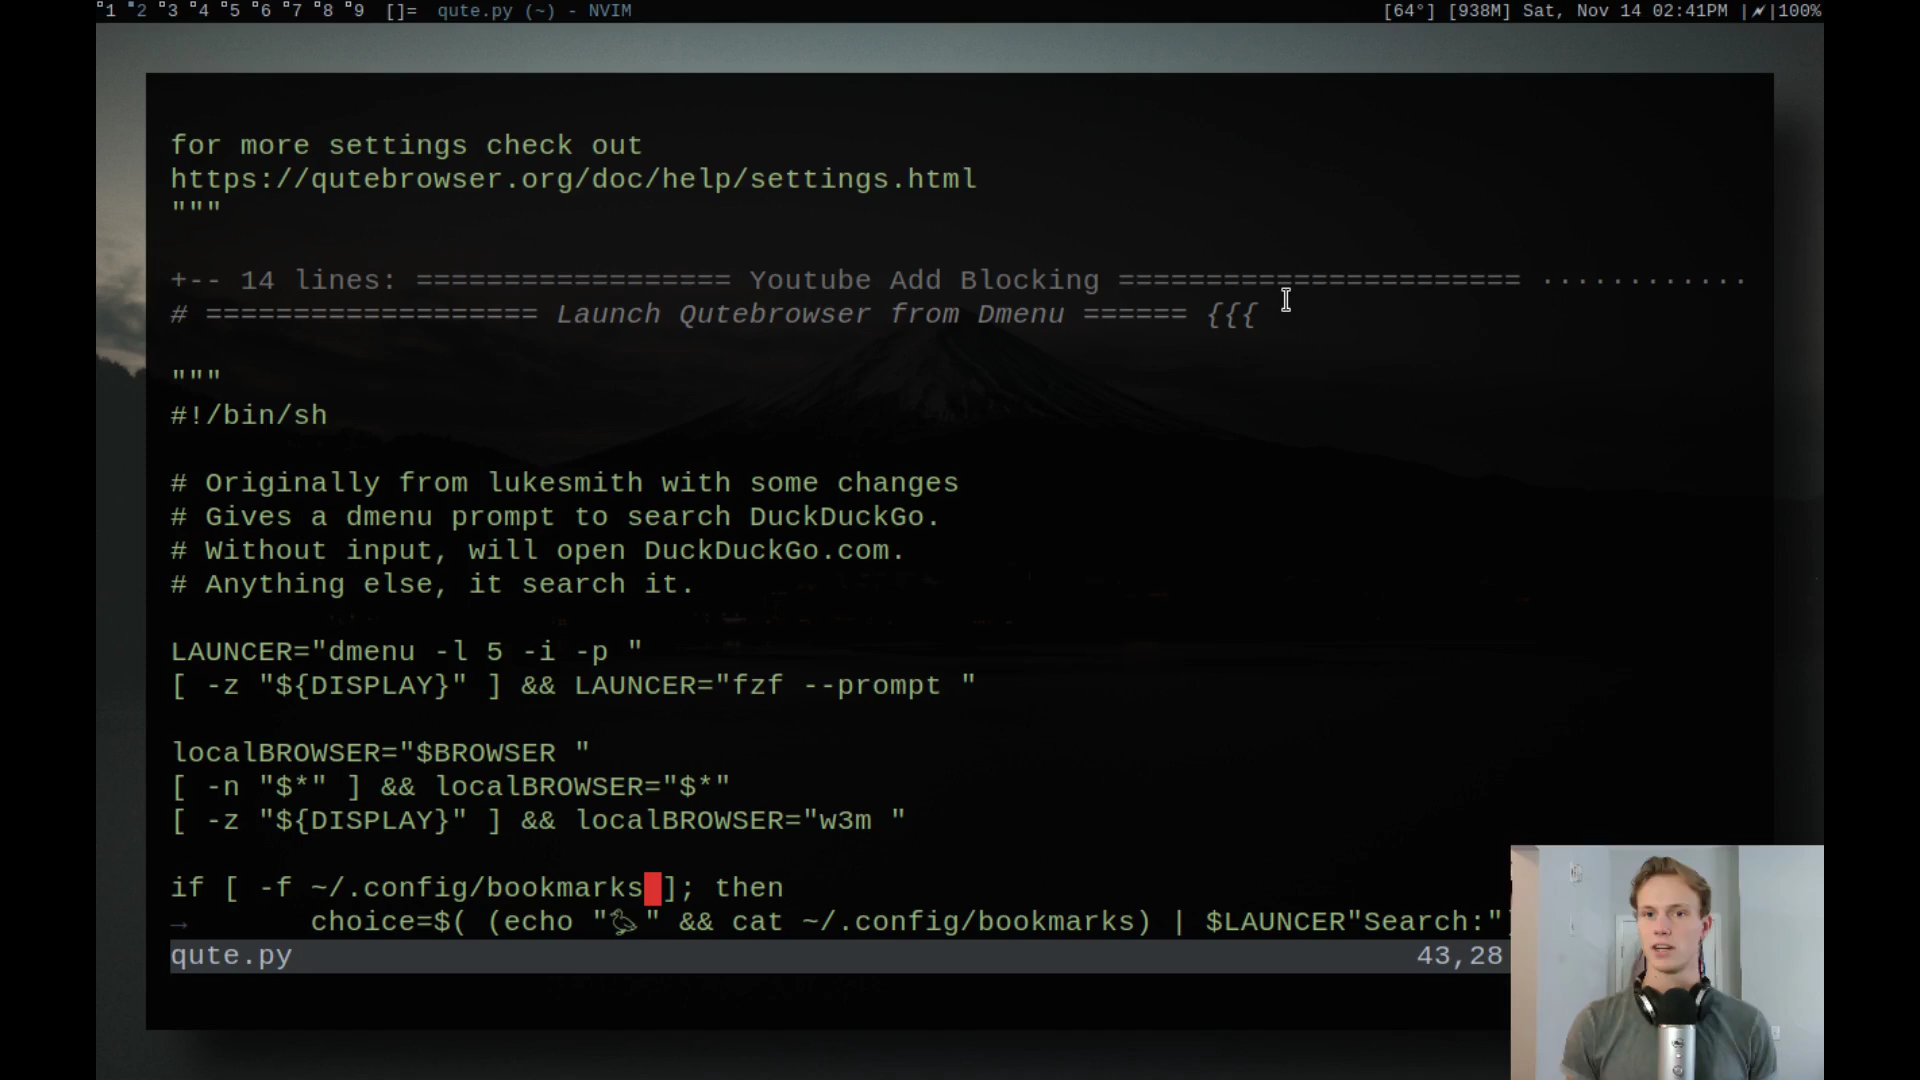 1 2 3 4 5 6 7 8 9 []= qute.py (~) - NVIM [64°] [938M] Sat, Nov 14 02:41PM |⚡|100%
for more settings check out
https://qutebrowser.org/doc/help/settings.html
"""
+-- 14 lines: ================== Youtube Add Blocking ======================= ············
# =================== Launch Qutebrowser from Dmenu ====== {{{
"""
#!/bin/sh
# Originally from lukesmith with some changes
# Gives a dmenu prompt to search DuckDuckGo.
# Without input, will open DuckDuckGo.com.
# Anything else, it search it.
LAUNCER="dmenu -l 5 -i -p "
[ -z "${DISPLAY}" ] && LAUNCER="fzf --prompt "
localBROWSER="$BROWSER "
[ -n "$*" ] && localBROWSER="$*"
[ -z "${DISPLAY}" ] && localBROWSER="w3m "
if [ -f ~/.config/bookmarks ]; then
→ choice=$( (echo "🦆" && cat ~/.config/bookmarks) | $LAUNCER"Search:")
qute.py 43,28